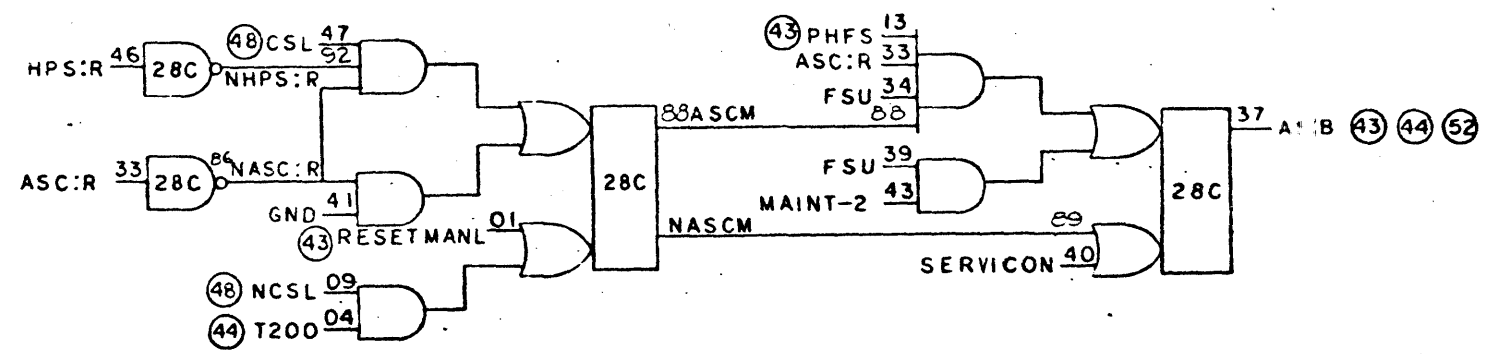 HPS:R 46 28C NHPS:R
48 CSL 47
92
ASC:R 33 28C 86 NASC:R
GND 41
43 RESETMANL 01
48 NCSL 09
44 T200 04
28C
88 ASCM
NASCM
43 PHFS 13
ASC:R 33
FSU 34
88
FSU 39
MAINT-2 43
89
SERVICON 40
28C
37 43 44 52